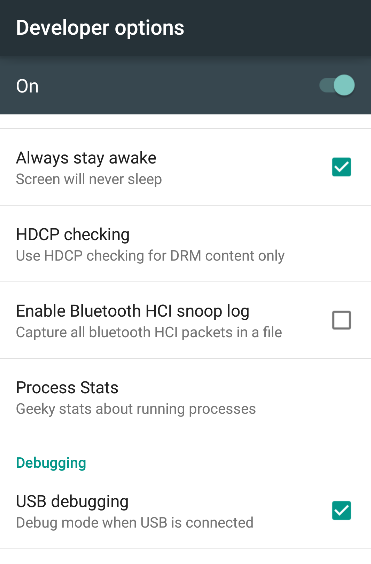 Developer options
On
Always stay awake
Screen will never sleep
HDCP checking
Use HDCP checking for DRM content only
Enable Bluetooth HCI snoop log
Capture all bluetooth HCI packets in a file
Process Stats
Geeky stats about running processes
Debugging
USB debugging
Debug mode when USB is connected